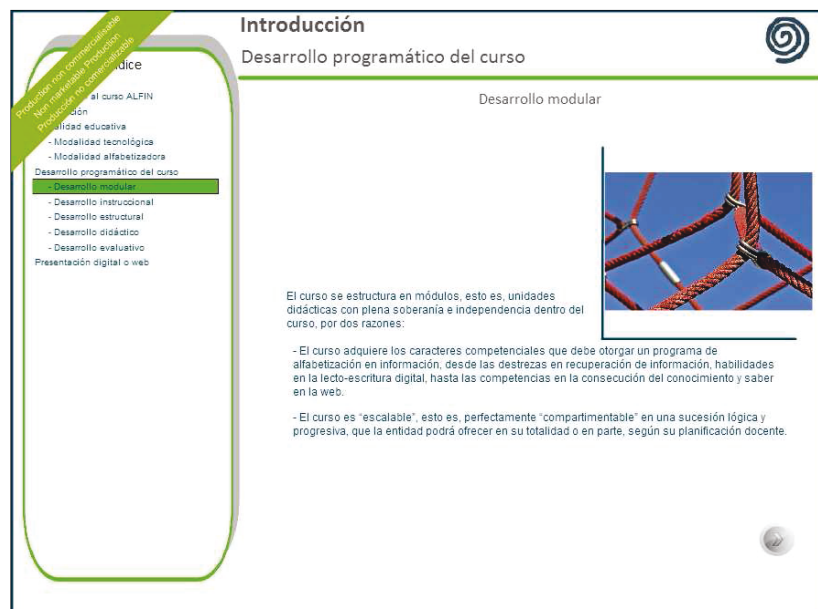 Introducción
Desarrollo programático del curso
Production non commercialisable
Non marketable Production
Producción no comercializable
al curso ALFIN
- Modalidad tecnológica
- Modalidad alfabetizadora
Desarrollo programático del curso
- Desarrollo modular
- Desarrollo instruccional
- Desarrollo estructural
- Desarrollo didáctico
- Desarrollo evaluativo
Presentación digital o web
Desarrollo modular
El curso se estructura en módulos, esto es, unidades
didácticas con plena soberanía e independencia dentro del
curso, por dos razones:
- El curso adquiere los caracteres competenciales que debe otorgar un programa de
alfabetización en información, desde las destrezas en recuperación de información, habilidades
en la lecto-escritura digital, hasta las competencias en la consecución del conocimiento y saber
en la web.
- El curso es “escalable”, esto es, perfectamente “compartimentable” en una sucesión lógica y
progresiva, que la entidad podrá ofrecer en su totalidad o en parte, según su planificación docente.